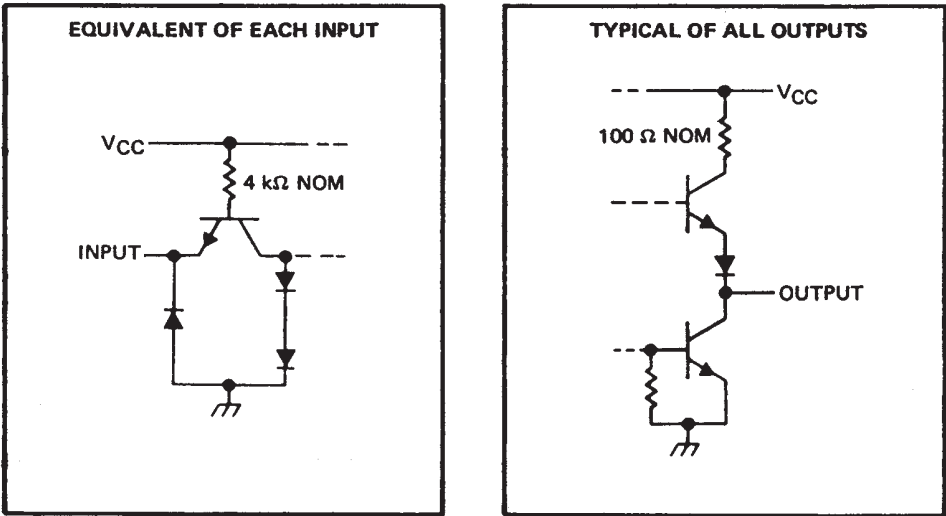 EQUIVALENT OF EACH INPUT
VCC
4 kΩ NOM
INPUT
TYPICAL OF ALL OUTPUTS
VCC
100 Ω NOM
OUTPUT